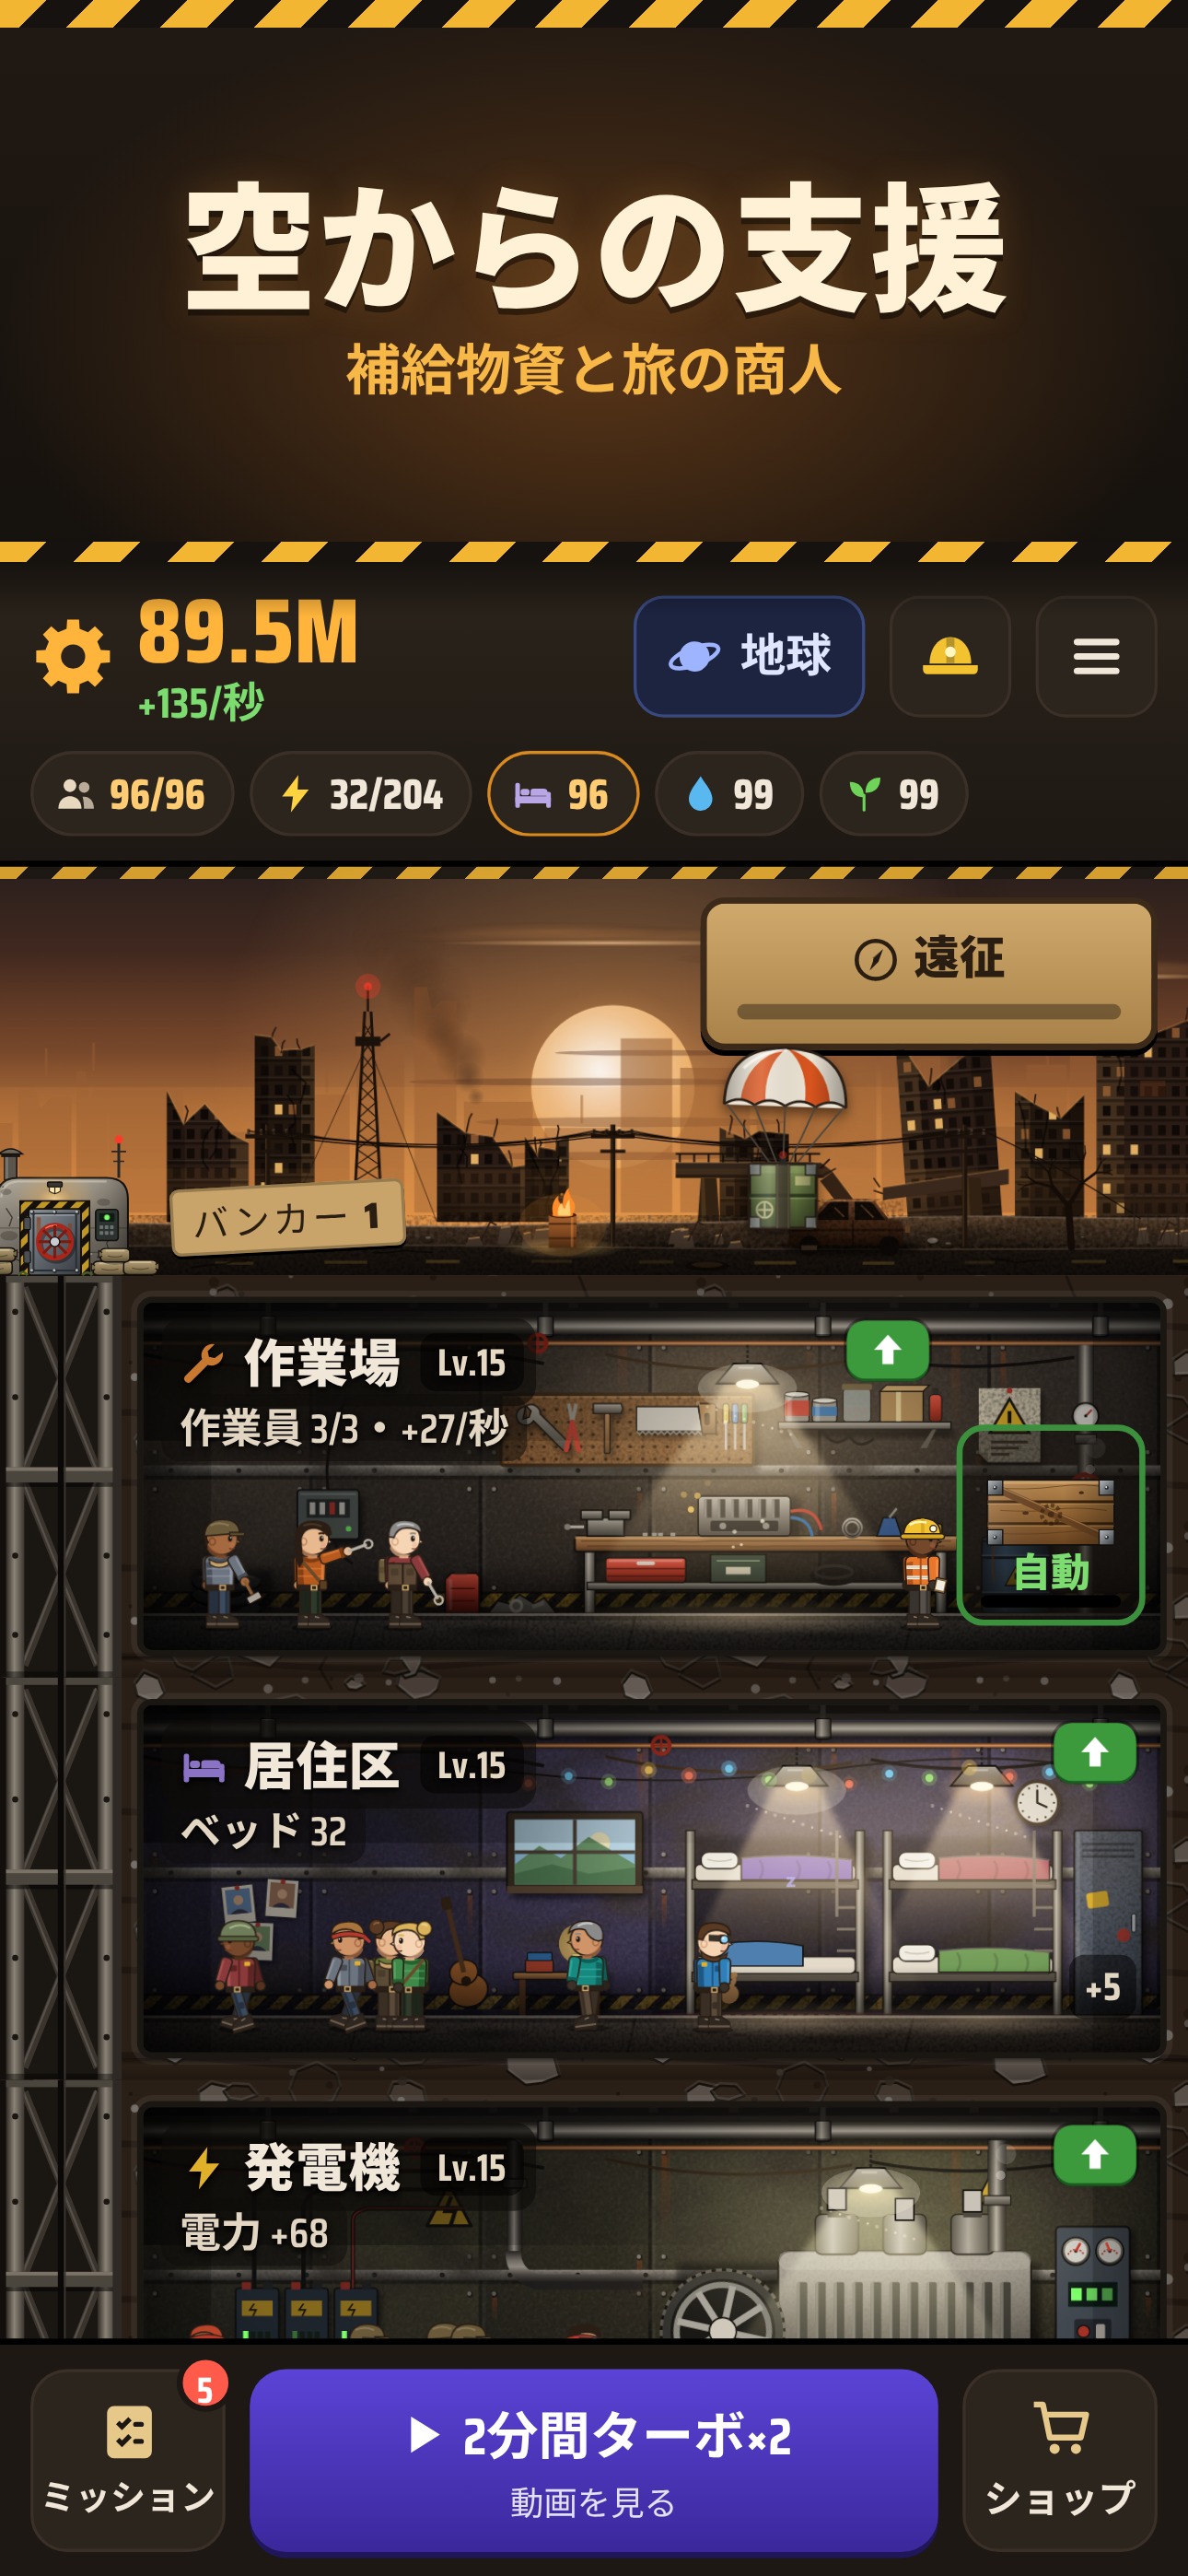 空からの支援
補給物資と旅の商人
89.5M
+135/秒
地球
96/96
32/204
96
99
99
遠征
バンカー 1
作業場 Lv.15
作業員 3/3・+27/秒
自動
居住区 Lv.15
ベッド 32
z
+5
発電機 Lv.15
電力 +68
5
ミッション
2分間ターボ×2
動画を見る
ショップ